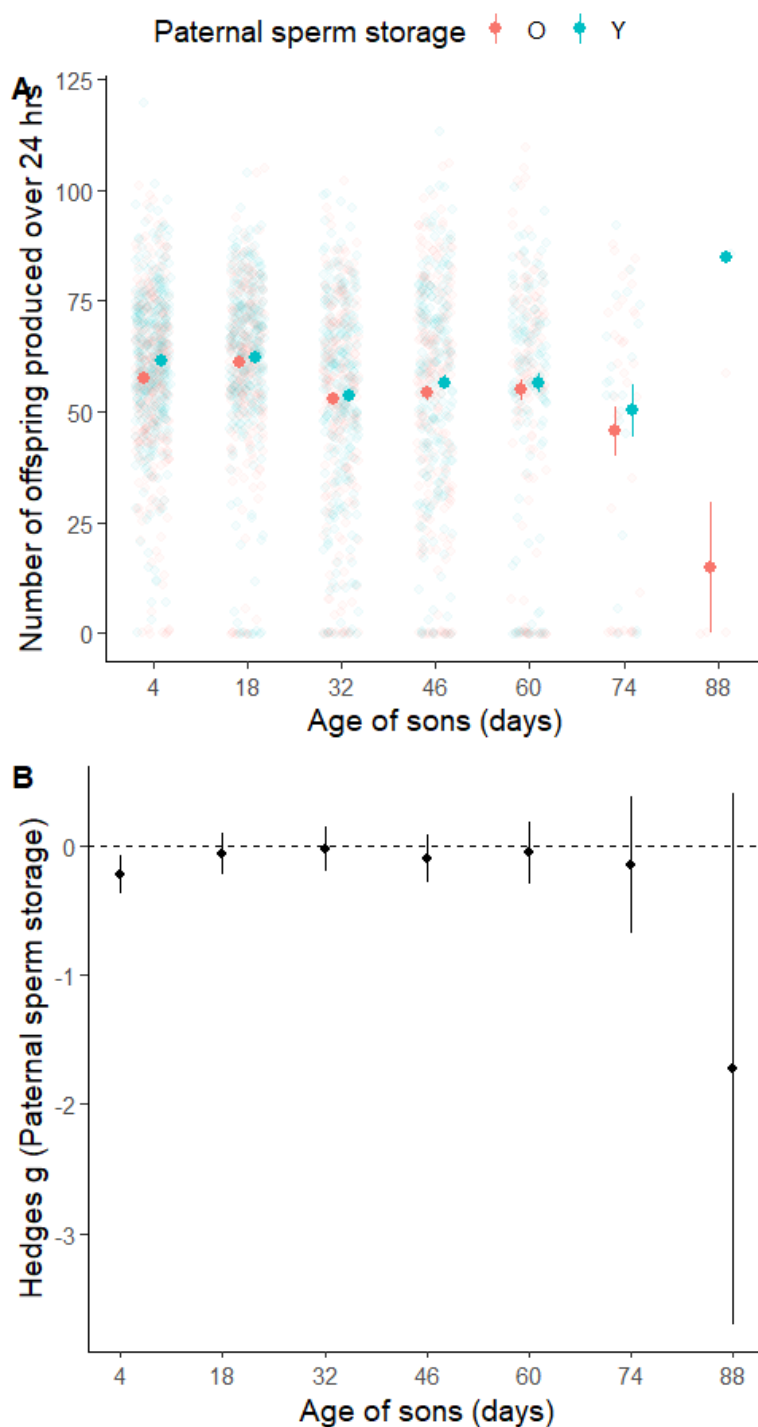 Paternal sperm storage O Y
A
Number of offspring produced over 24 hrs
125
100
75
50
25
0
4 18 32 46 60 74 88
Age of sons (days)
B
Hedges g (Paternal sperm storage)
0
-1
-2
-3
4 18 32 46 60 74 88
Age of sons (days)